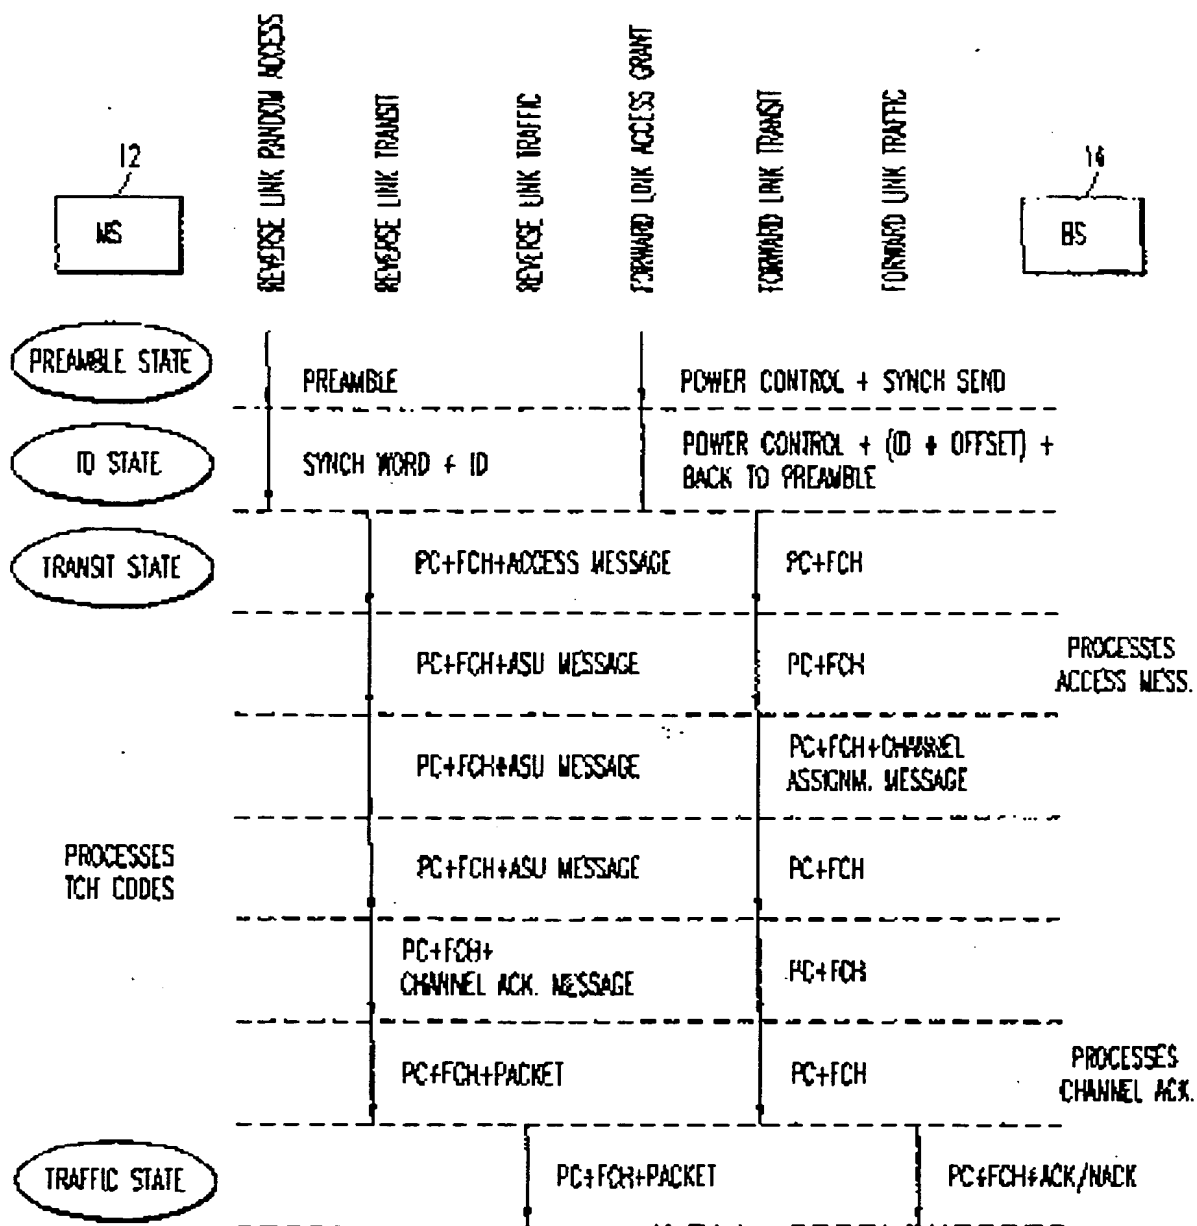 REVERSE LINK PANDOM ACCESS
REVERSE LINK TRANSIT
REVERSE LINK TRAFFIC
FORWARD LINK ACCESS GRANT
FORWARD LINK TRANSIT
FORWARD LINK TRAFFIC
12
MS
14
BS
PREAMBLE STATE
PREAMBLE
POWER CONTROL + SYNCH SEND
ID STATE
SYNCH WORD + ID
POWER CONTROL + (ID + OFFSET) +
BACK TO PREAMBLE
TRANSIT STATE
PC+FCH+ACCESS MESSAGE
PC+FCH
PC+FCH+ASU MESSAGE
PC+FCH
PROCESSES
ACCESS MESS.
PC+FCH+ASU MESSAGE
PC+FCH+CHANNEL
ASSIGNM. MESSAGE
PROCESSES
TCH CODES
PC+FCH+ASU MESSAGE
PC+FCH
PC+FCH+
CHANNEL ACK. MESSAGE
PC+FCH
PC+FCH+PACKET
PC+FCH
PROCESSES
CHANNEL ACK.
TRAFFIC STATE
PC+FCH+PACKET
PC+FCH+ACK/NACK